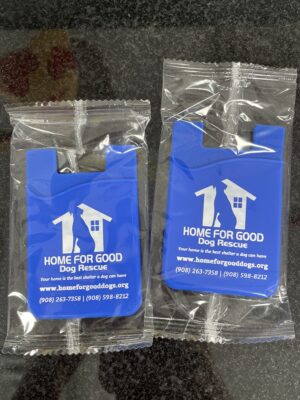 HOME FOR GOOD
Dog Rescue
Your home is the best shelter a dog can have
www.homeforgooddogs.org
(908) 263-7358 | (908) 598-8212
HOME FOR GOOD
Dog Rescue
Your home is the best shelter a dog can have
www.homeforgooddogs.org
(908) 263-7358 | (908) 598-8212